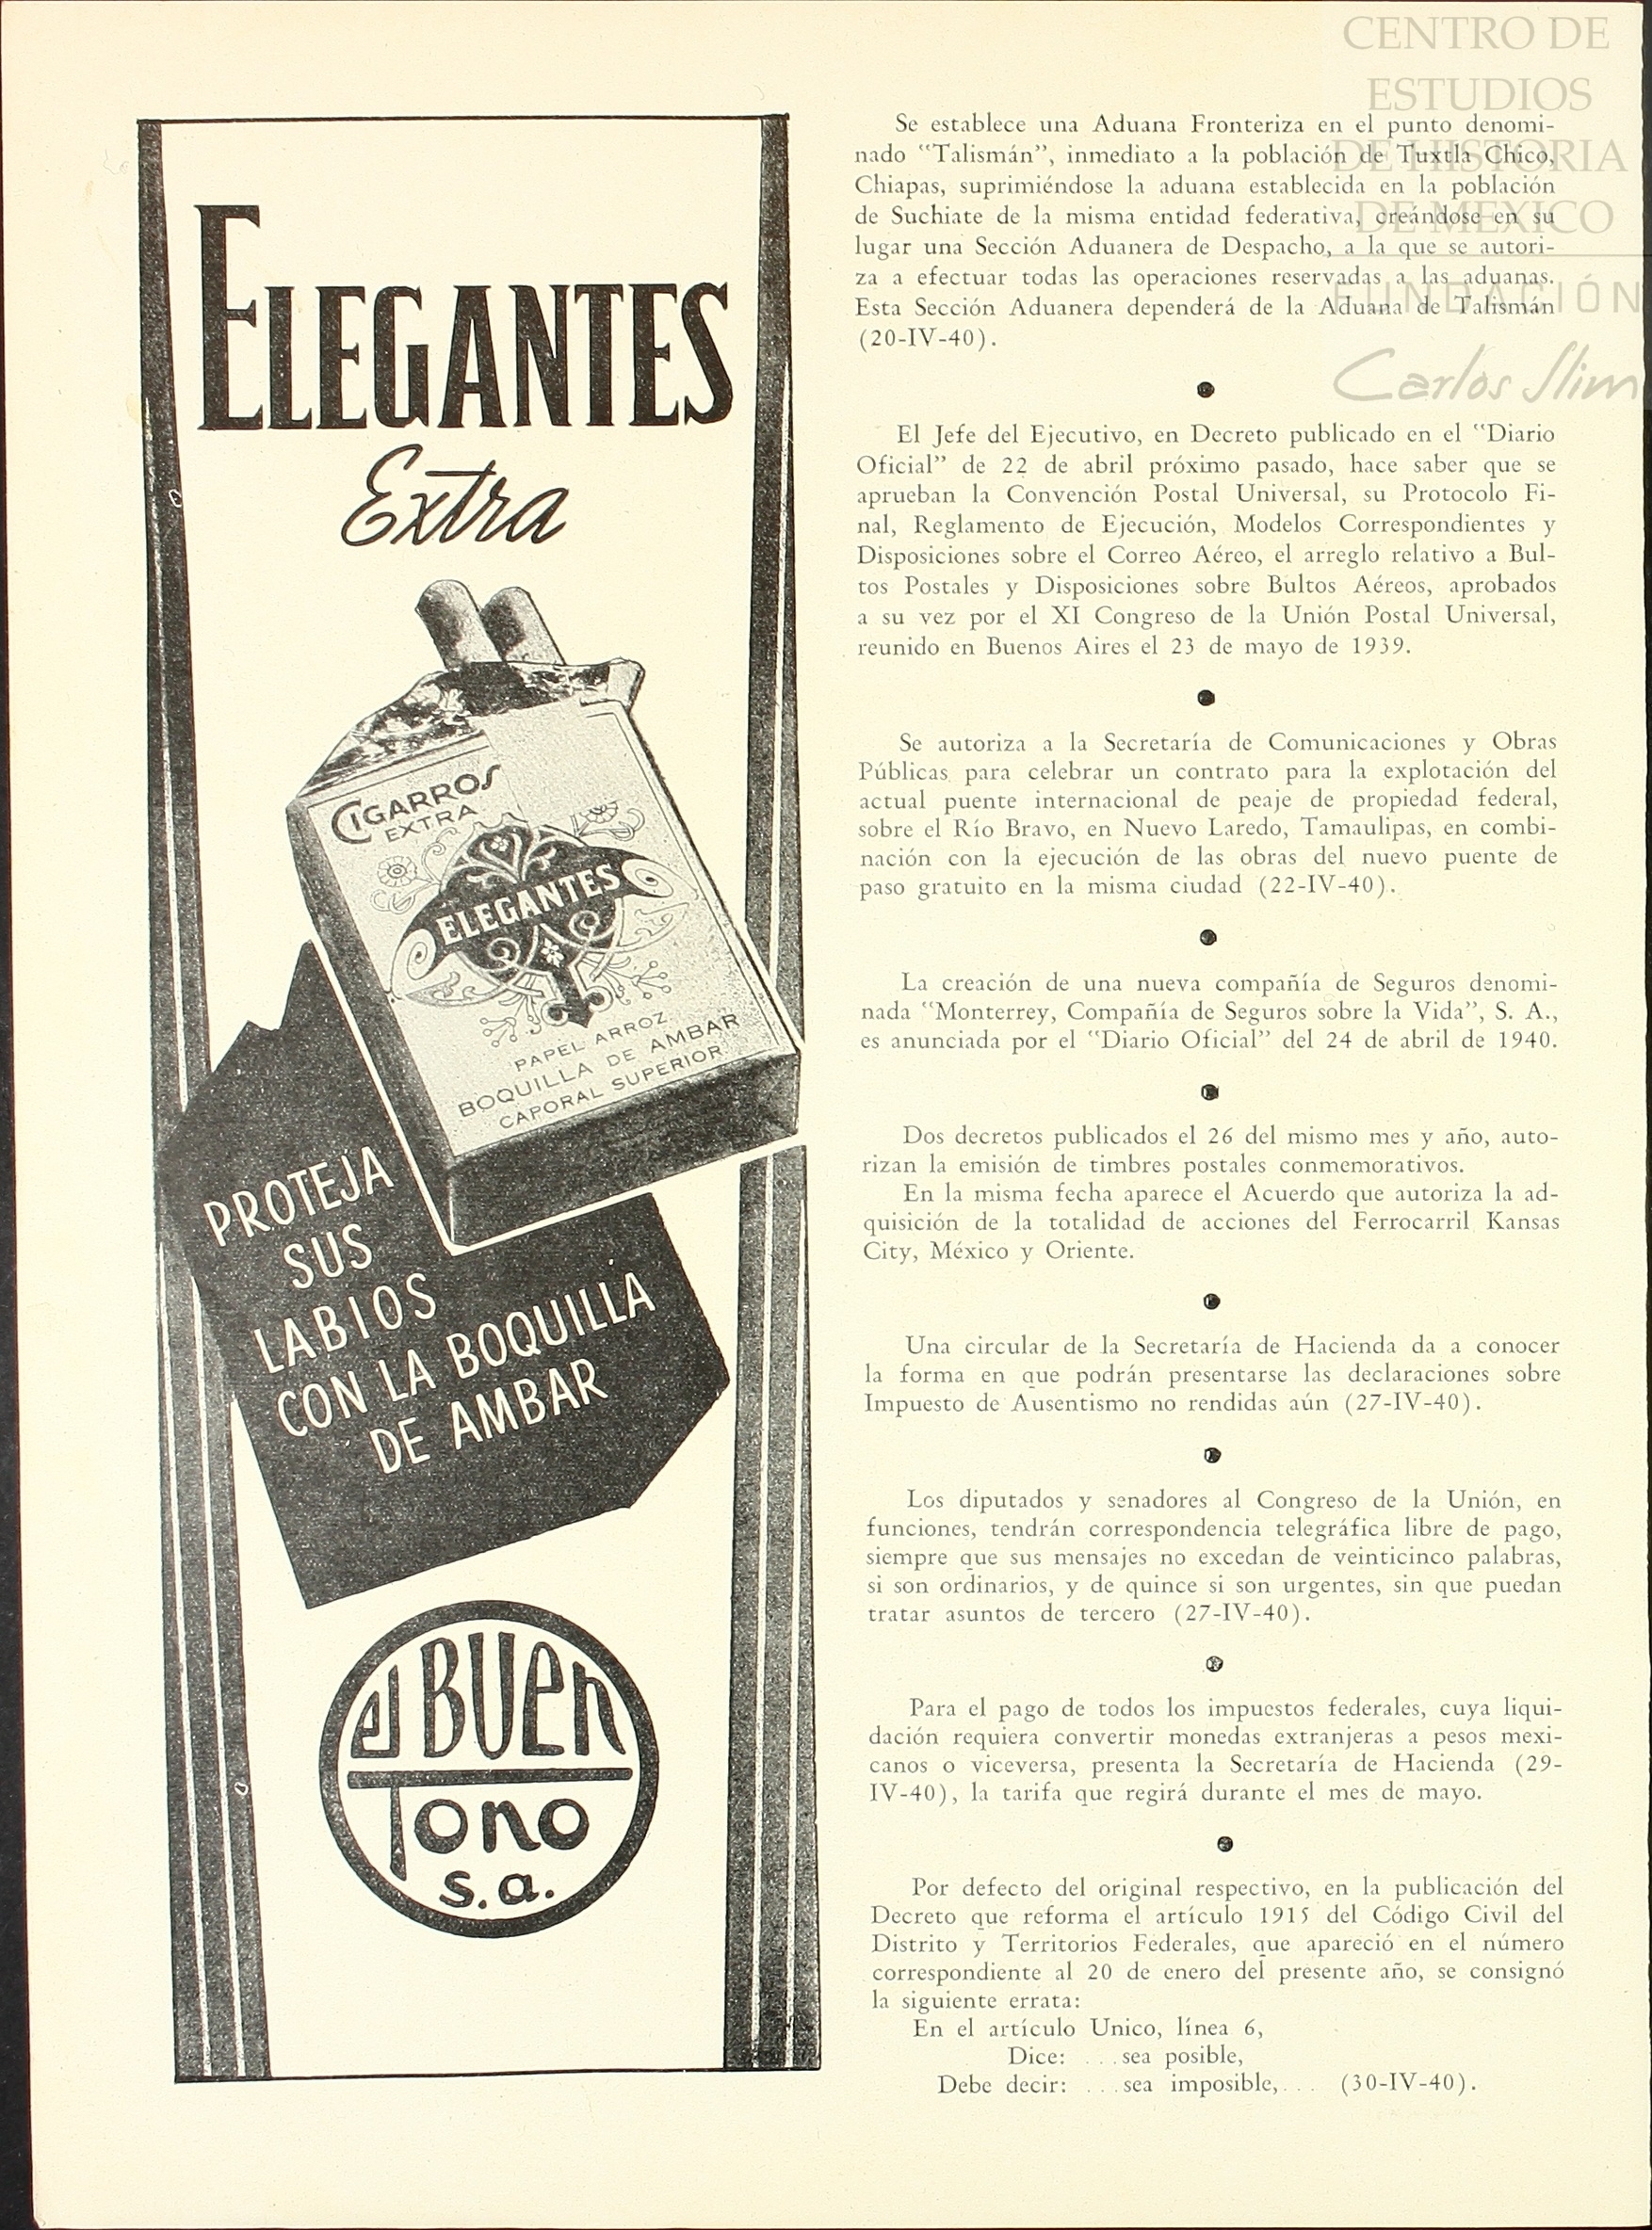 CENTRO DE
ESTUDIOS
DE HISTORIA
DE MEXICO
FUNDACIÓN
Carlos Slim
ELEGANTES
Extra
CIGARROS
EXTRA
ELEGANTES
PAPEL ARROZ
BOQUILLA DE AMBAR
CAPORAL SUPERIOR
PROTEJA
SUS
LABIOS
CON LA BOQUILLA
DE AMBAR
el BUEN
TONO
S.A.
Se establece una Aduana Fronteriza en el punto denomi-
nado "Talismán", inmediato a la población de Tuxtla Chico,
Chiapas, suprimiéndose la aduana establecida en la población
de Suchiate de la misma entidad federativa, creándose en su
lugar una Sección Aduanera de Despacho, a la que se autori-
za a efectuar todas las operaciones reservadas a las aduanas.
Esta Sección Aduanera dependerá de la Aduana de Talismán
(20-IV-40).
El Jefe del Ejecutivo, en Decreto publicado en el "Diario
Oficial" de 22 de abril próximo pasado, hace saber que se
aprueban la Convención Postal Universal, su Protocolo Fi-
nal, Reglamento de Ejecución, Modelos Correspondientes y
Disposiciones sobre el Correo Aéreo, el arreglo relativo a Bul-
tos Postales y Disposiciones sobre Bultos Aéreos, aprobados
a su vez por el XI Congreso de la Unión Postal Universal,
reunido en Buenos Aires el 23 de mayo de 1939.
Se autoriza a la Secretaría de Comunicaciones y Obras
Públicas para celebrar un contrato para la explotación del
actual puente internacional de peaje de propiedad federal,
sobre el Río Bravo, en Nuevo Laredo, Tamaulipas, en combi-
nación con la ejecución de las obras del nuevo puente de
paso gratuito en la misma ciudad (22-IV-40).
La creación de una nueva compañía de Seguros denomi-
nada "Monterrey, Compañía de Seguros sobre la Vida", S. A.,
es anunciada por el "Diario Oficial" del 24 de abril de 1940.
Dos decretos publicados el 26 del mismo mes y año, auto-
rizan la emisión de timbres postales conmemorativos.
En la misma fecha aparece el Acuerdo que autoriza la ad-
quisición de la totalidad de acciones del Ferrocarril Kansas
City, México y Oriente.
Una circular de la Secretaría de Hacienda da a conocer
la forma en que podrán presentarse las declaraciones sobre
Impuesto de Ausentismo no rendidas aún (27-IV-40).
Los diputados y senadores al Congreso de la Unión, en
funciones, tendrán correspondencia telegráfica libre de pago,
siempre que sus mensajes no excedan de veinticinco palabras,
si son ordinarios, y de quince si son urgentes, sin que puedan
tratar asuntos de tercero (27-IV-40).
Para el pago de todos los impuestos federales, cuya liqui-
dación requiera convertir monedas extranjeras a pesos mexi-
canos o viceversa, presenta la Secretaría de Hacienda (29-
IV-40), la tarifa que regirá durante el mes de mayo.
Por defecto del original respectivo, en la publicación del
Decreto que reforma el artículo 1915 del Código Civil del
Distrito y Territorios Federales, que apareció en el número
correspondiente al 20 de enero del presente año, se consignó
la siguiente errata:
En el artículo Unico, línea 6,
Dice: ...sea posible,
Debe decir: ...sea imposible,... (30-IV-40).